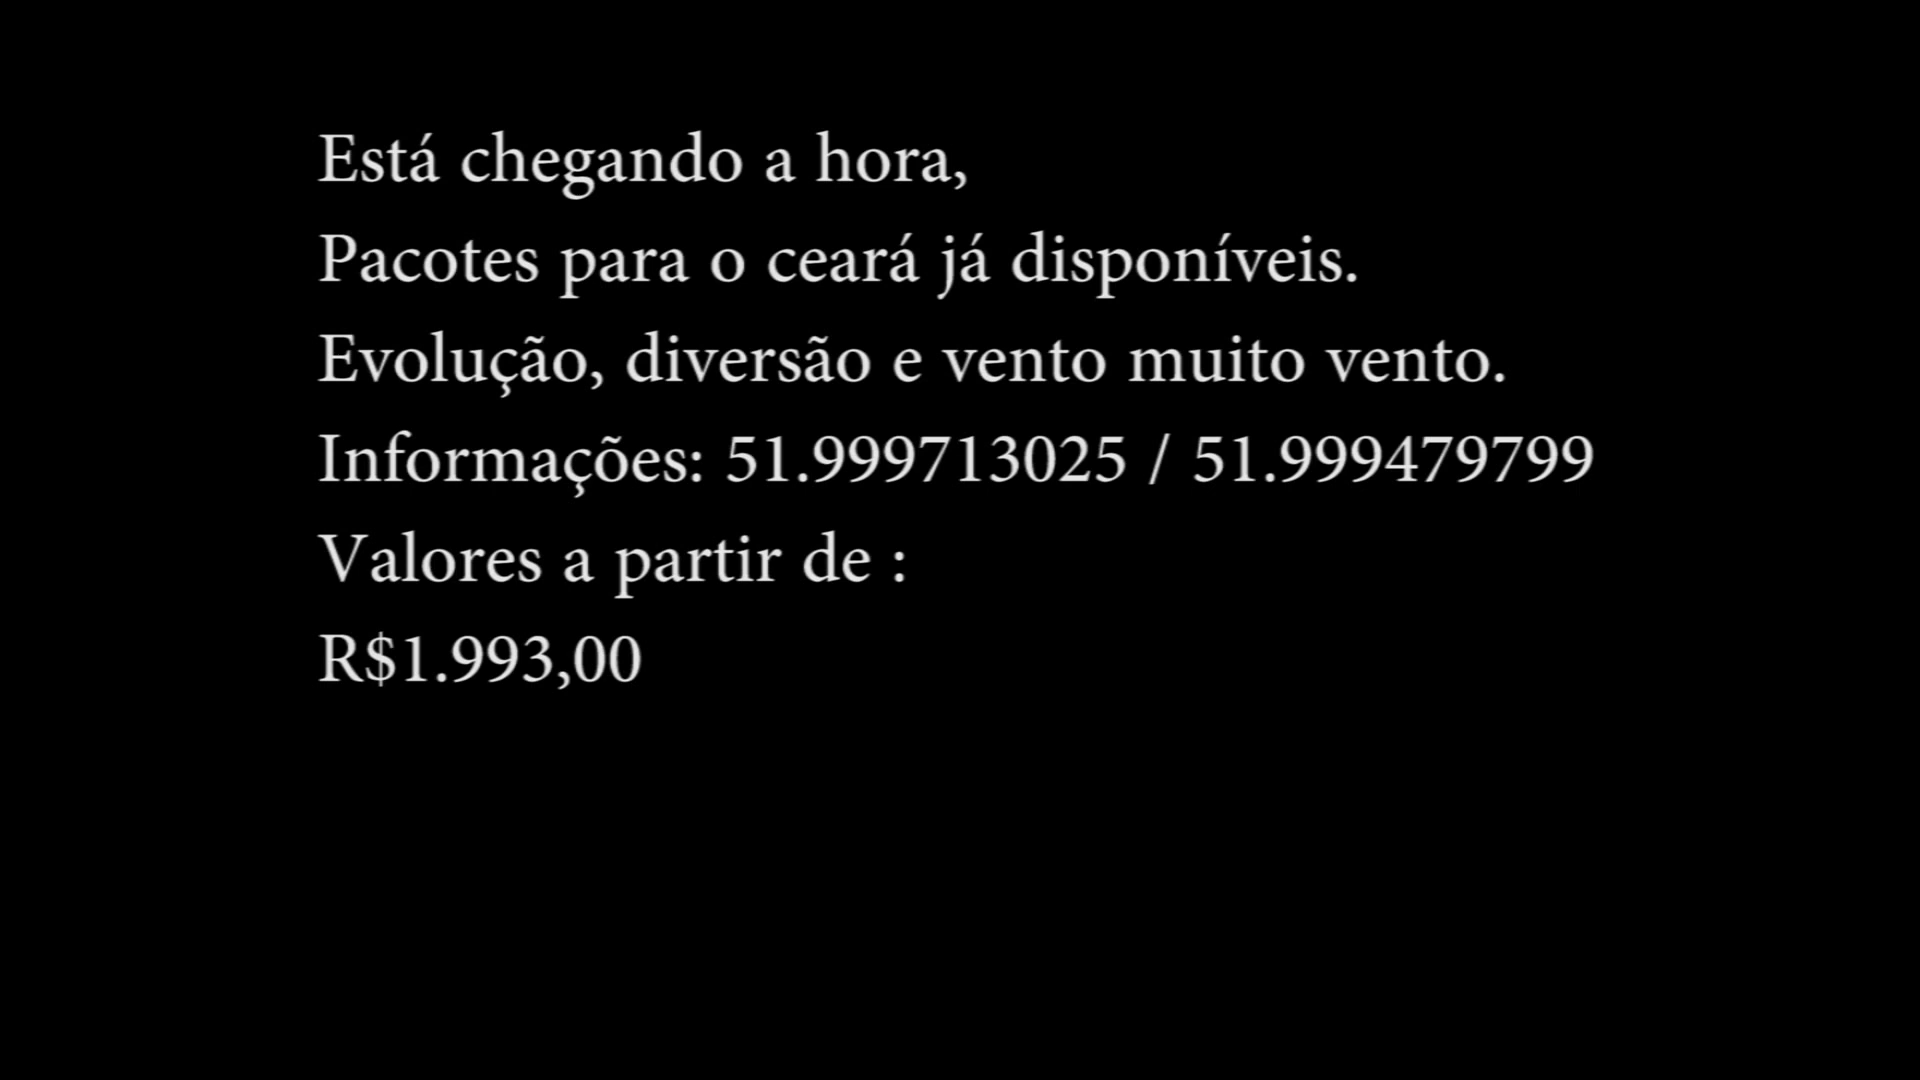 Está chegando a hora,
Pacotes para o ceará já disponíveis.
Evolução, diversão e vento muito vento.
Informações: 51.999713025 / 51.999479799
Valores a partir de :
R$1.993,00